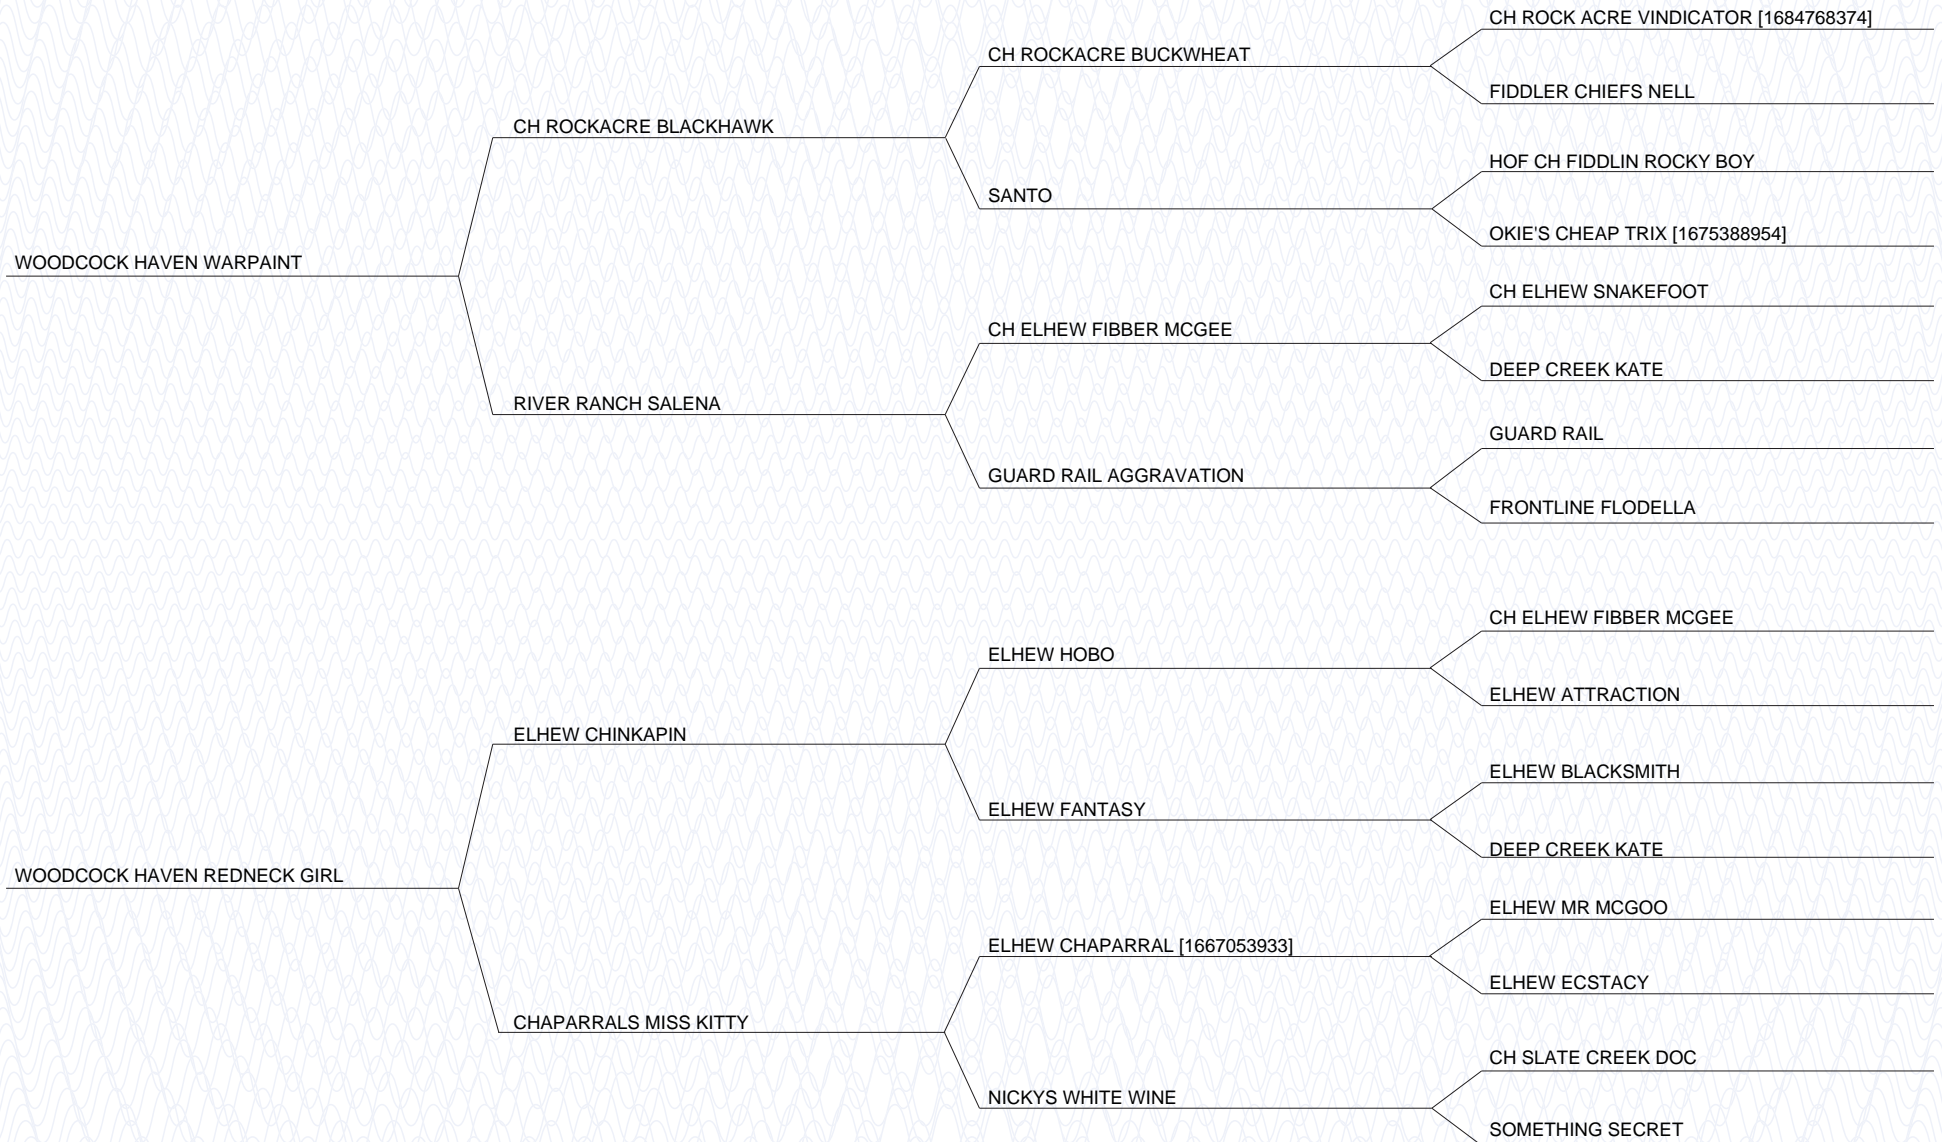 CH ROCK ACRE VINDICATOR [1684768374]
CH ROCKACRE BUCKWHEAT
FIDDLER CHIEFS NELL
CH ROCKACRE BLACKHAWK
HOF CH FIDDLIN ROCKY BOY
SANTO
OKIE'S CHEAP TRIX [1675388954]
WOODCOCK HAVEN WARPAINT
CH ELHEW SNAKEFOOT
CH ELHEW FIBBER MCGEE
DEEP CREEK KATE
RIVER RANCH SALENA
GUARD RAIL
GUARD RAIL AGGRAVATION
FRONTLINE FLODELLA
CH ELHEW FIBBER MCGEE
ELHEW HOBO
ELHEW ATTRACTION
ELHEW CHINKAPIN
ELHEW BLACKSMITH
ELHEW FANTASY
DEEP CREEK KATE
WOODCOCK HAVEN REDNECK GIRL
ELHEW MR MCGOO
ELHEW CHAPARRAL [1667053933]
ELHEW ECSTACY
CHAPARRALS MISS KITTY
CH SLATE CREEK DOC
NICKYS WHITE WINE
SOMETHING SECRET